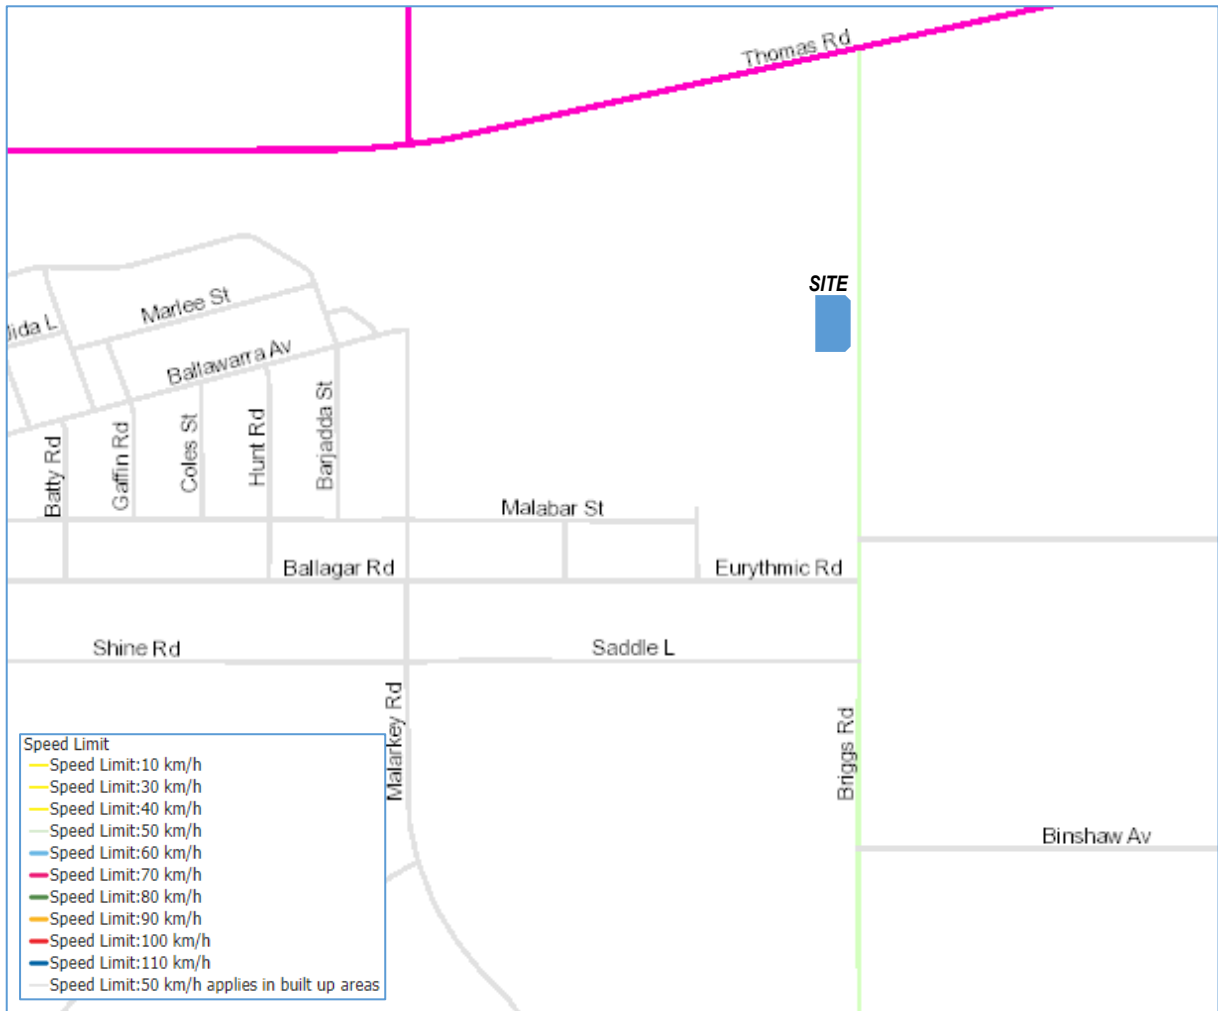 Thomas Rd
SITE
Marlee St
Jida L
Ballawarra Av
Batty Rd
Gaffin Rd
Coles St
Hunt Rd
Barjadda St
Malabar St
Ballagar Rd
Eurythmic Rd
Shine Rd
Saddle L
Malarkey Rd
Briggs Rd
Binshaw Av
Speed Limit
Speed Limit:10 km/h
Speed Limit:30 km/h
Speed Limit:40 km/h
Speed Limit:50 km/h
Speed Limit:60 km/h
Speed Limit:70 km/h
Speed Limit:80 km/h
Speed Limit:90 km/h
Speed Limit:100 km/h
Speed Limit:110 km/h
Speed Limit:50 km/h applies in built up areas